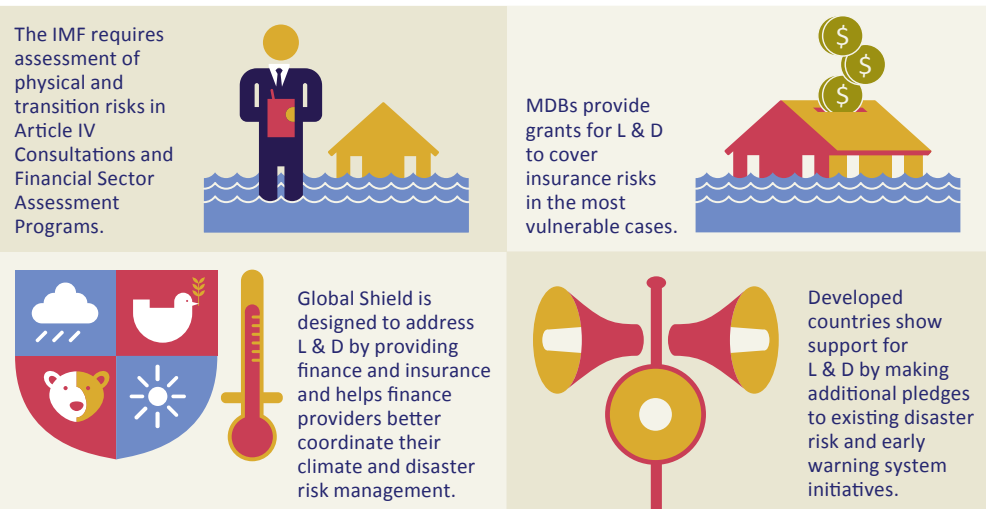 The IMF requires
assessment of
physical and
transition risks in
Article IV
Consultations and
Financial Sector
Assessment
Programs.
$
$
$
MDBs provide
grants for L & D
to cover
insurance risks
in the most
vulnerable cases.
Global Shield is
designed to address
L & D by providing
finance and insurance
and helps finance
providers better
coordinate their
climate and disaster
risk management.
Developed
countries show
support for
L & D by making
additional pledges
to existing disaster
risk and early
warning system
initiatives.